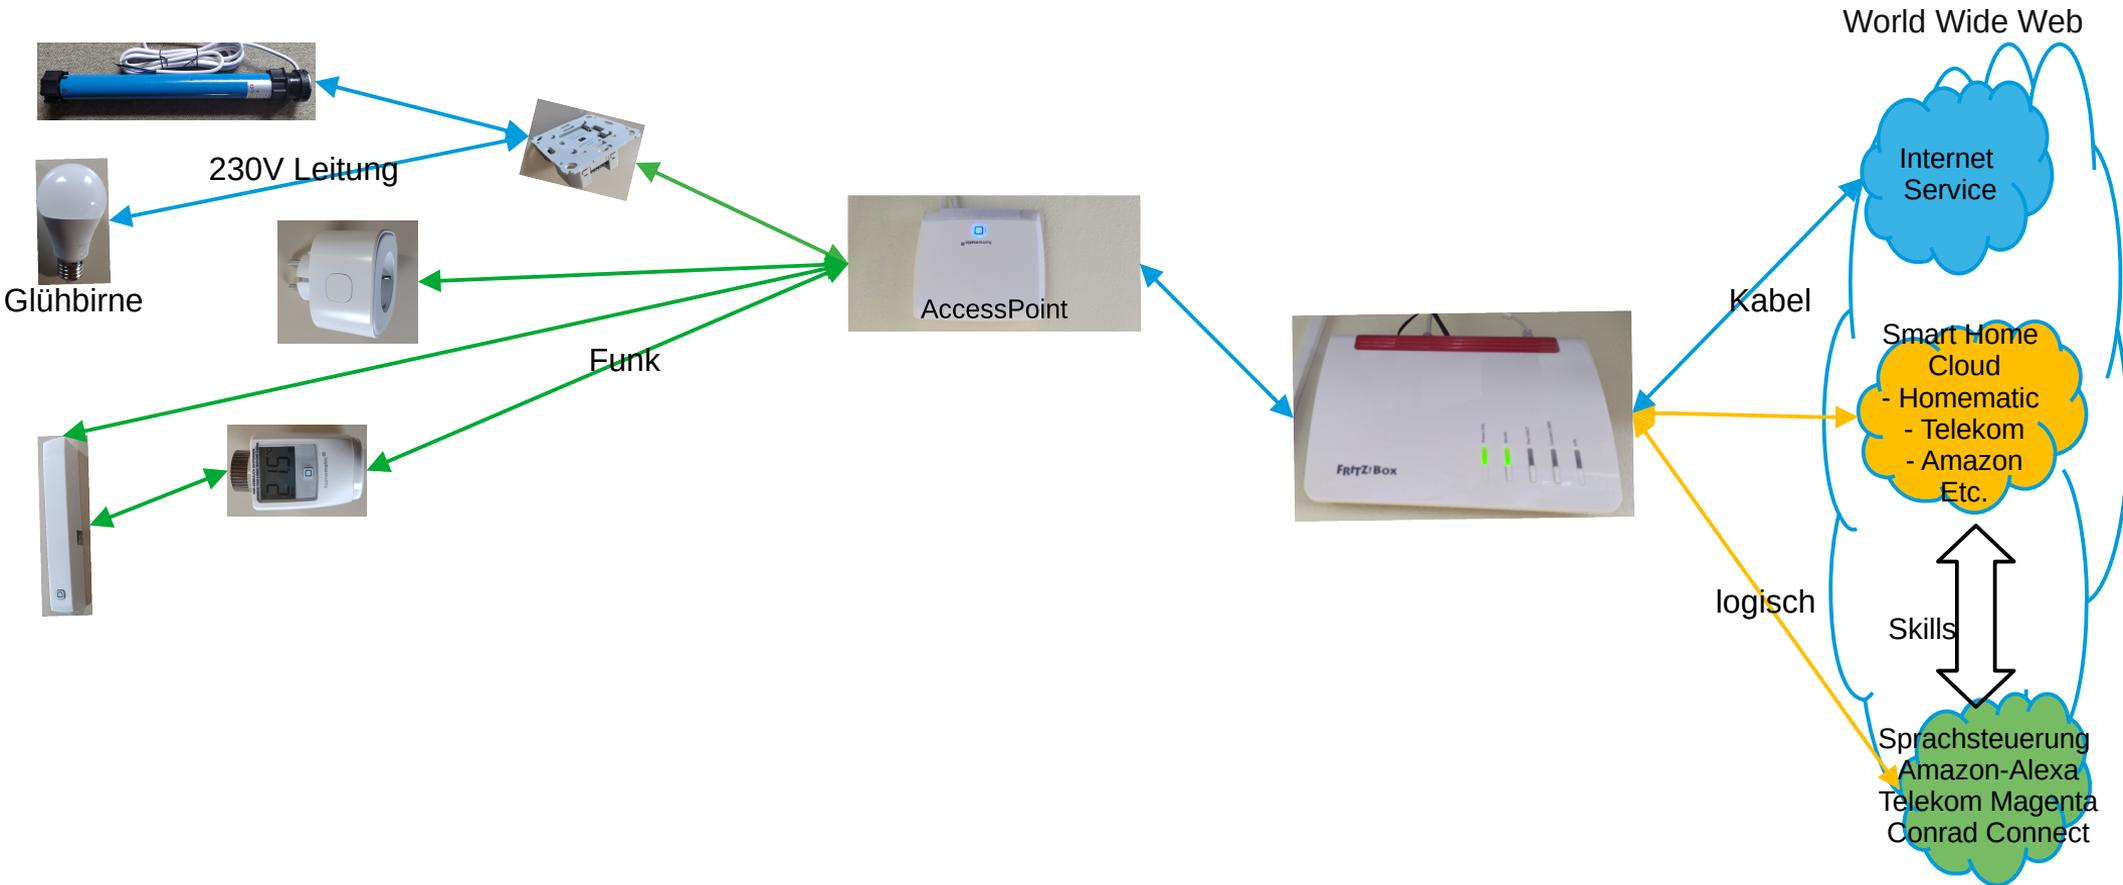 World Wide Web
230V Leitung
Glühbirne
Funk
AccessPoint
FRITZ!Box
Kabel
logisch
Internet
Service
Smart Home
Cloud
- Homematic
- Telekom
- Amazon
Etc.
Skills
Sprachsteuerung
Amazon-Alexa
Telekom Magenta
Conrad Connect